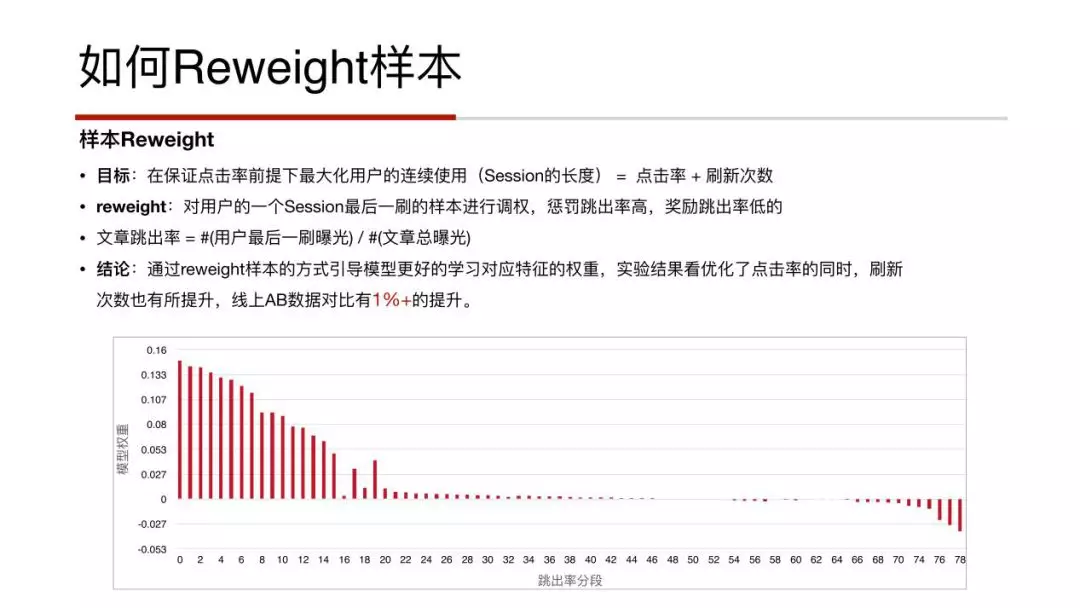 如何Reweight样本
样本Reweight
• 目标：在保证点击率前提下最大化用户的连续使用（Session的长度） = 点击率 + 刷新次数
• reweight：对用户的一个Session最后一刷的样本进行调权，惩罚跳出率高，奖励跳出率低的
• 文章跳出率 = #(用户最后一刷曝光) / #(文章总曝光)
• 结论：通过reweight样本的方式引导模型更好的学习对应特征的权重，实验结果看优化了点击率的同时，刷新
次数也有所提升，线上AB数据对比有1%+的提升。
0.16
0.133
0.107
0.08
0.053
0.027
0
-0.027
-0.053
模型权重
0 2 4 6 8 10 12 14 16 18 20 22 24 26 28 30 32 34 36 38 40 42 44 46 48 50 52 54 56 58 60 62 64 66 68 70 72 74 76 78
跳出率分段